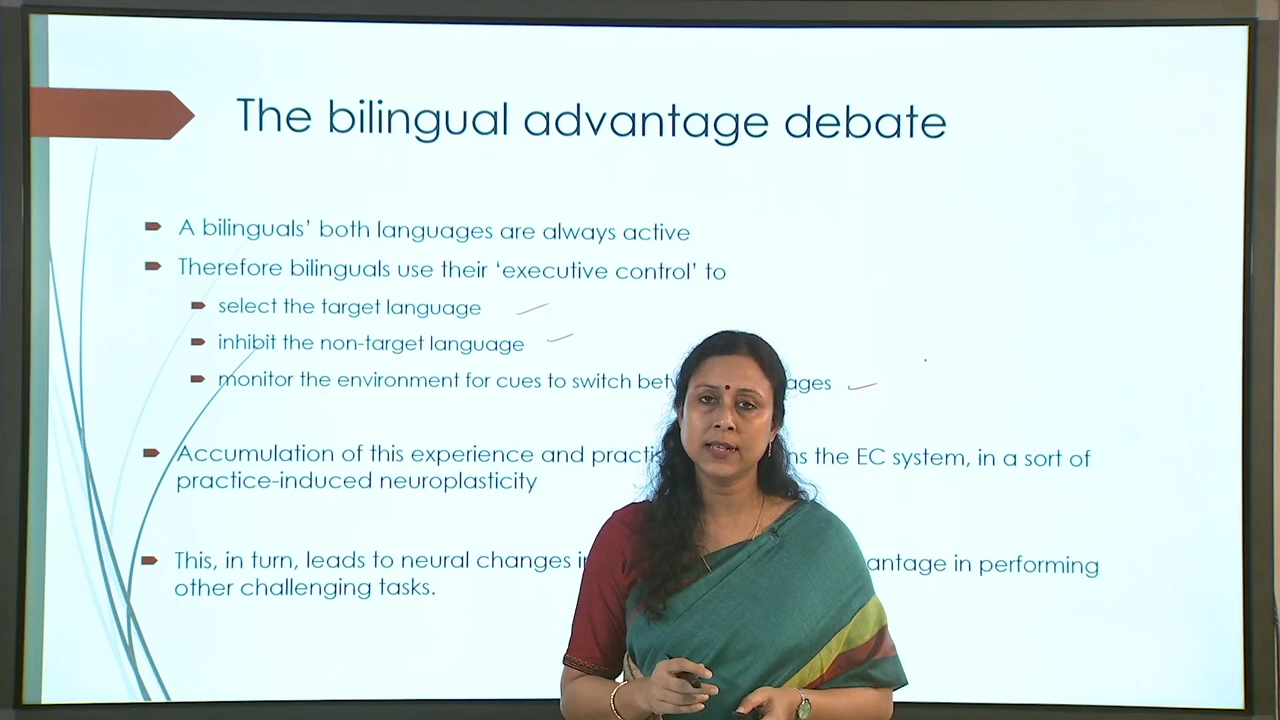 The bilingual advantage debate
A bilinguals' both languages are always active
Therefore bilinguals use their 'executive control' to
select the target language
inhibit the non-target language
monitor the environment for cues to switch ages
Accumulation of this experience and the EC system, in a sort of
practice-induced neuroplasticity
This, in turn, leads to neural changes in performing
other challenging tasks.